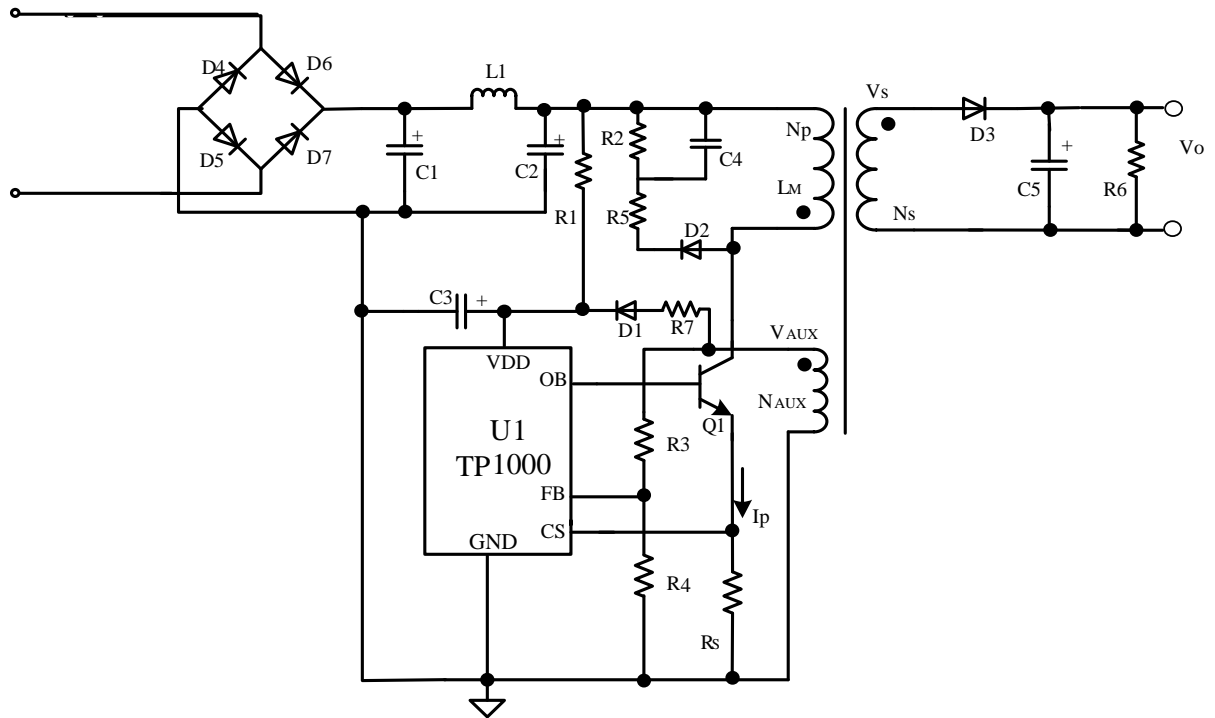 D4
D6
L1
Vs
D5
D7
C1
+
C2
+
R2
C4
Np
D3
+
Vo
R1
R5
LM
D2
Ns
C5
R6
C3
+
D1
R7
VAUX
VDD
OB
NAUX
Q1
U1
TP1000
R3
FB
Ip
CS
GND
R4
Rs